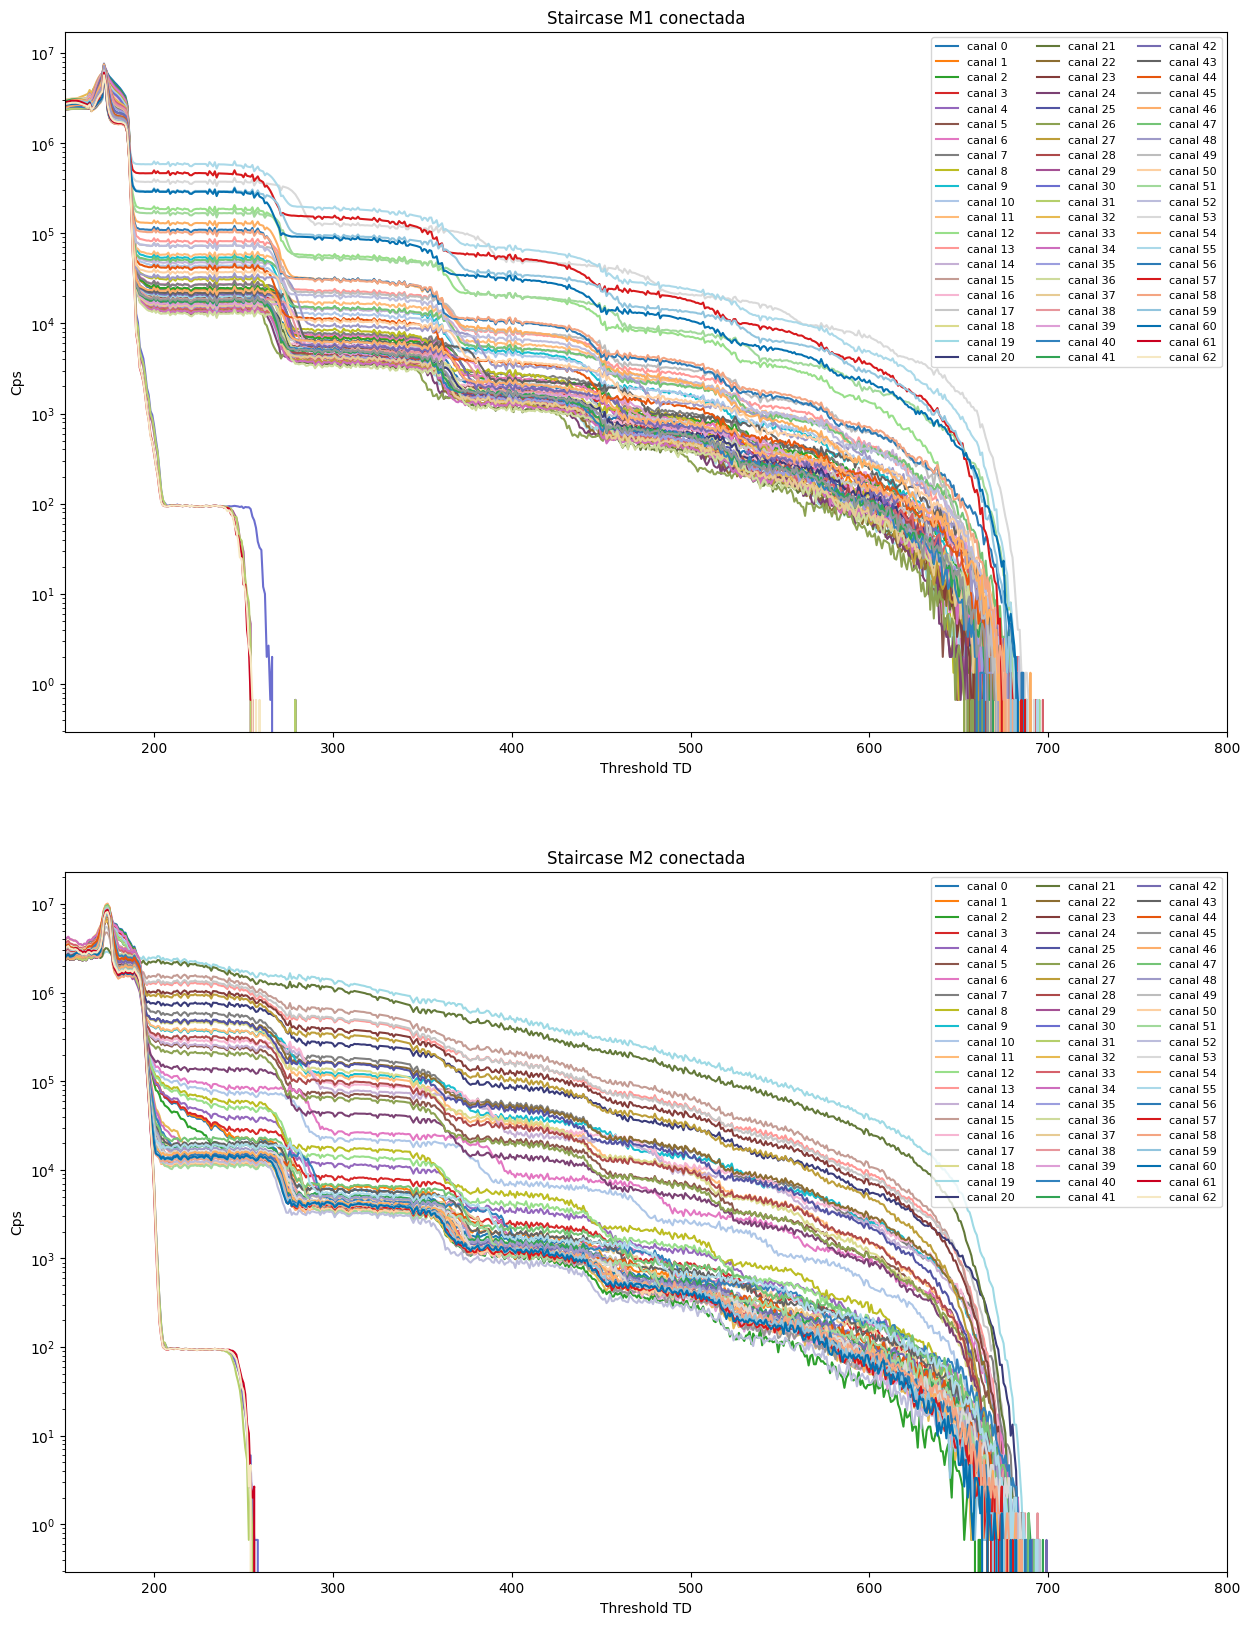 Staircase M1 conectada
10^7
10^6
10^5
10^4
10^3
10^2
10^1
10^0
Cps
canal 0 canal 21 canal 42
canal 1 canal 22 canal 43
canal 2 canal 23 canal 44
canal 3 canal 24 canal 45
canal 4 canal 25 canal 46
canal 5 canal 26 canal 47
canal 6 canal 27 canal 48
canal 7 canal 28 canal 49
canal 8 canal 29 canal 50
canal 9 canal 30 canal 51
canal 10 canal 31 canal 52
canal 11 canal 32 canal 53
canal 12 canal 33 canal 54
canal 13 canal 34 canal 55
canal 14 canal 35 canal 56
canal 15 canal 36 canal 57
canal 16 canal 37 canal 58
canal 17 canal 38 canal 59
canal 18 canal 39 canal 60
canal 19 canal 40 canal 61
canal 20 canal 41 canal 62
200 300 400 500 600 700 800
Threshold TD
Staircase M2 conectada
10^7
10^6
10^5
10^4
10^3
10^2
10^1
10^0
Cps
canal 0 canal 21 canal 42
canal 1 canal 22 canal 43
canal 2 canal 23 canal 44
canal 3 canal 24 canal 45
canal 4 canal 25 canal 46
canal 5 canal 26 canal 47
canal 6 canal 27 canal 48
canal 7 canal 28 canal 49
canal 8 canal 29 canal 50
canal 9 canal 30 canal 51
canal 10 canal 31 canal 52
canal 11 canal 32 canal 53
canal 12 canal 33 canal 54
canal 13 canal 34 canal 55
canal 14 canal 35 canal 56
canal 15 canal 36 canal 57
canal 16 canal 37 canal 58
canal 17 canal 38 canal 59
canal 18 canal 39 canal 60
canal 19 canal 40 canal 61
canal 20 canal 41 canal 62
200 300 400 500 600 700 800
Threshold TD